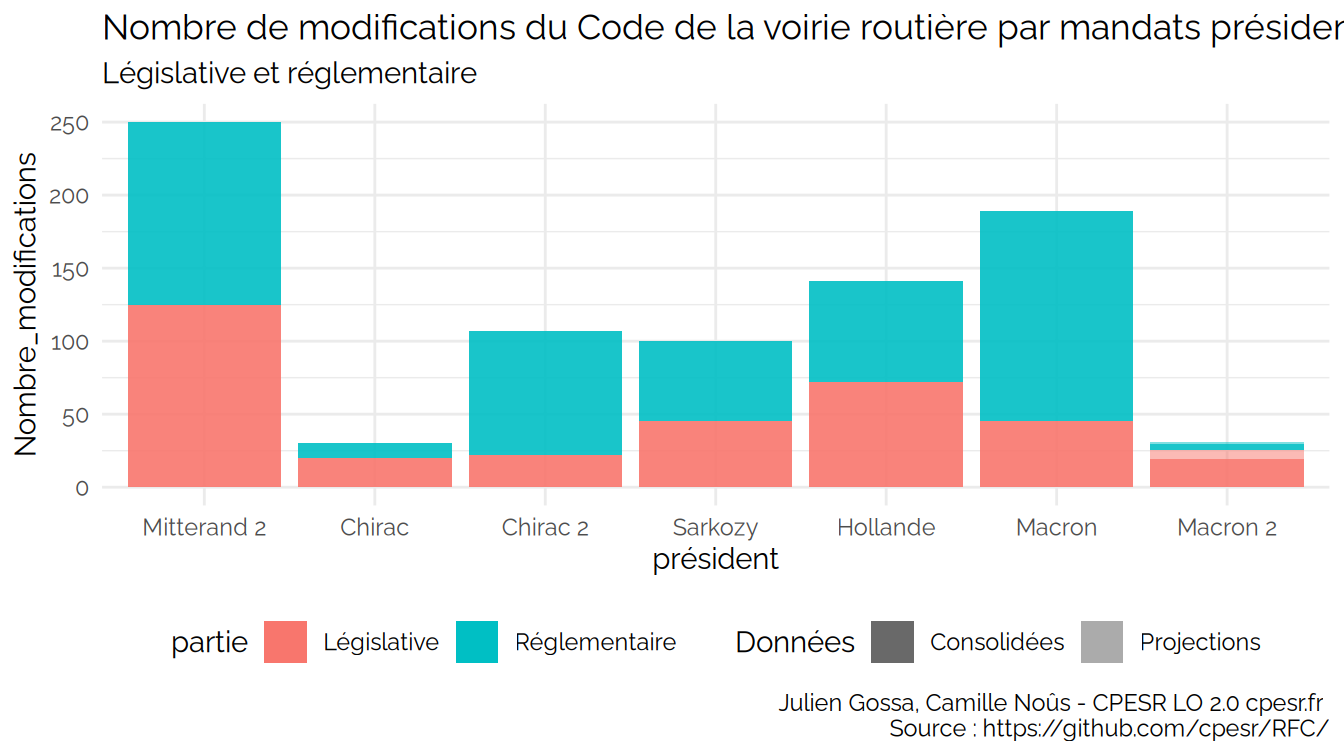 Nombre de modifications du Code de la voirie routière par mandats présiden
Législative et réglementaire
Nombre_modifications
250
200
150
100
50
0
Mitterand 2 Chirac Chirac 2 Sarkozy Hollande Macron Macron 2
président
partie Législative Réglementaire Données Consolidées Projections
Julien Gossa, Camille Noûs - CPESR LO 2.0 cpesr.fr
Source : https://github.com/cpesr/RFC/